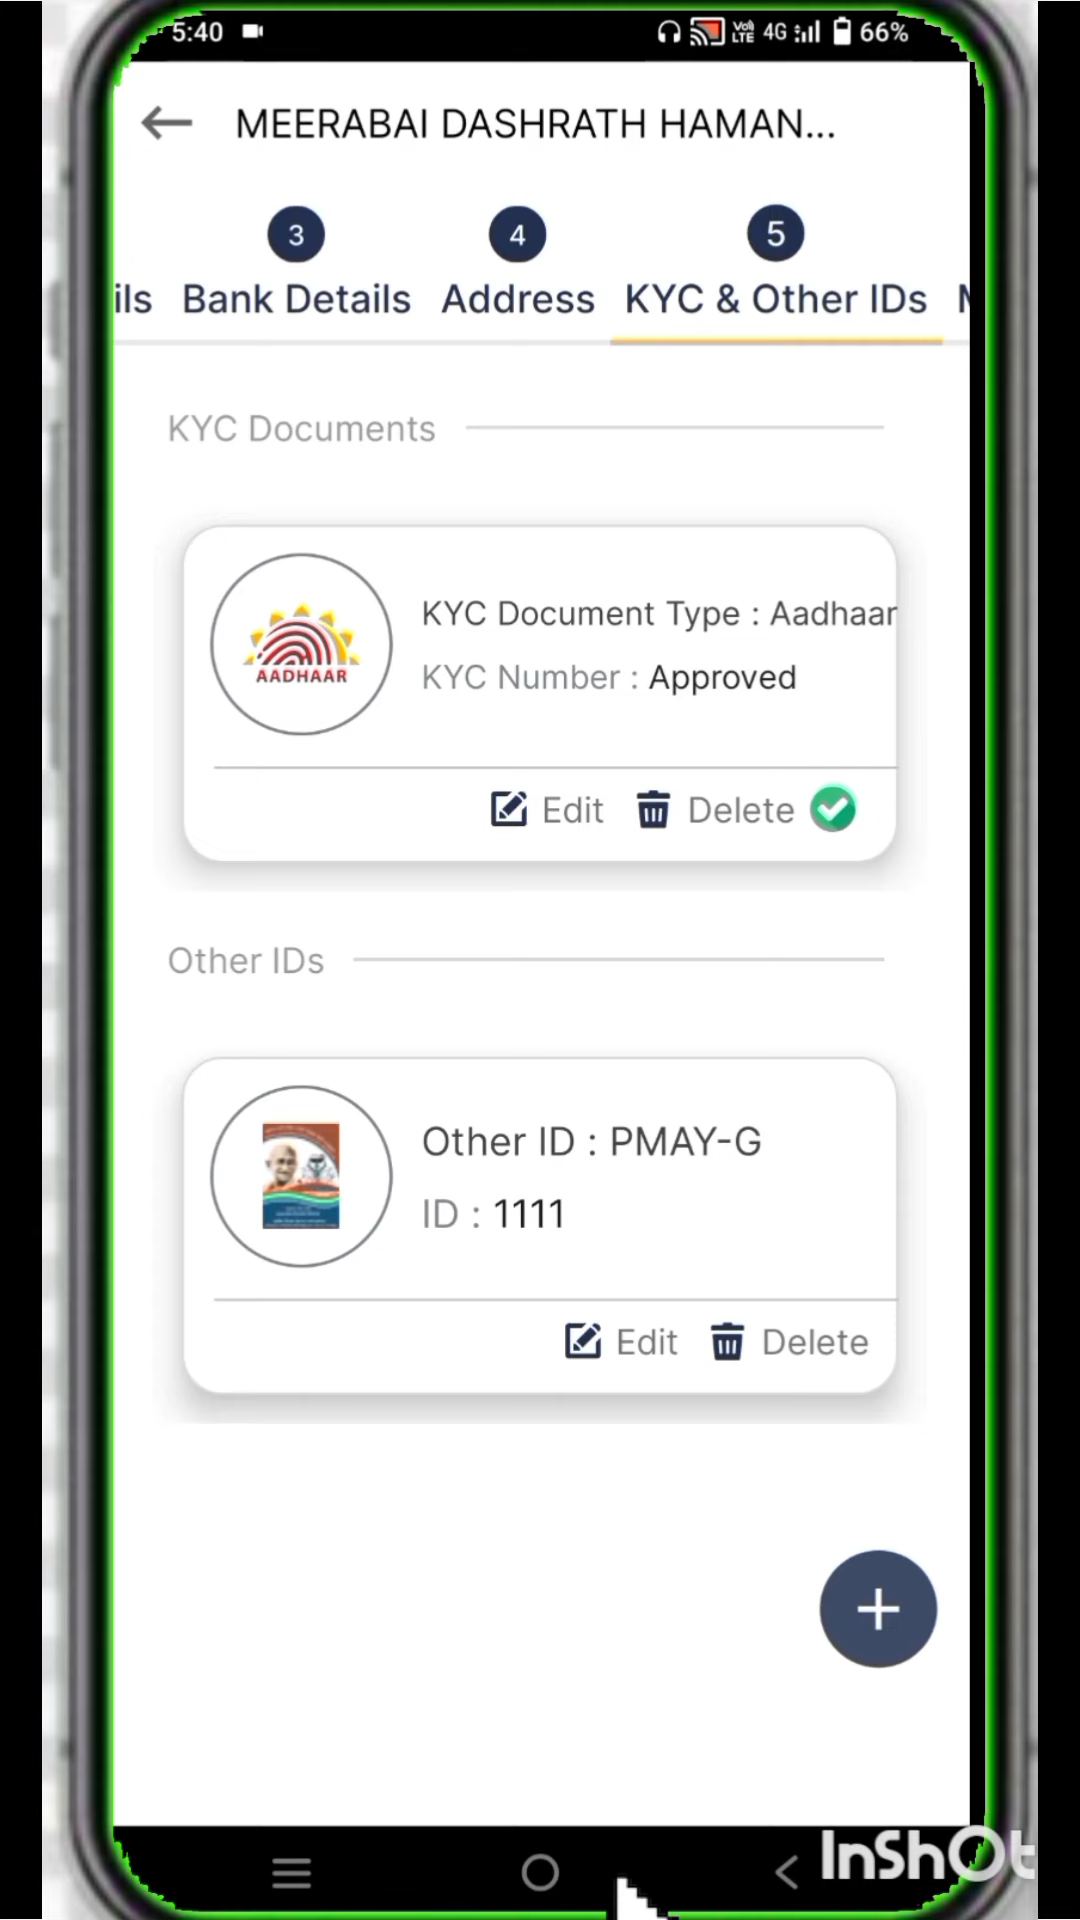 5:40 Vo) LTE 4G 66%
MEERABAI DASHRATH HAMAN...
3 4 5
ils Bank Details Address KYC & Other IDs
KYC Documents
AADHAAR
KYC Document Type : Aadhaar
KYC Number : Approved
Edit Delete
Other IDs
Other ID : PMAY-G
ID : 1111
Edit Delete
+
InShOt